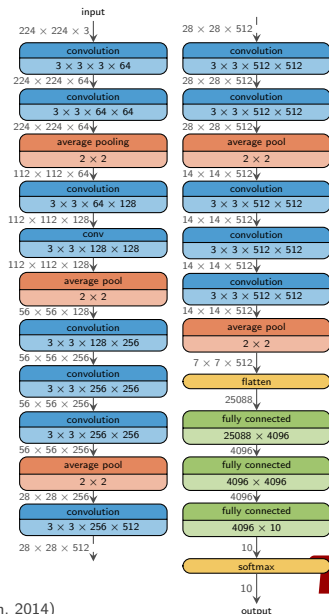 input
224 × 224 × 3
convolution
3 × 3 × 3 × 64
224 × 224 × 64
convolution
3 × 3 × 64 × 64
224 × 224 × 64
average pooling
2 × 2
112 × 112 × 64
convolution
3 × 3 × 64 × 128
112 × 112 × 128
conv
3 × 3 × 128 × 128
112 × 112 × 128
average pool
2 × 2
56 × 56 × 128
convolution
3 × 3 × 128 × 256
56 × 56 × 256
convolution
3 × 3 × 256 × 256
56 × 56 × 256
convolution
3 × 3 × 256 × 256
56 × 56 × 256
average pool
2 × 2
28 × 28 × 256
convolution
3 × 3 × 256 × 512
28 × 28 × 512
28 × 28 × 512
convolution
3 × 3 × 512 × 512
28 × 28 × 512
convolution
3 × 3 × 512 × 512
28 × 28 × 512
average pool
2 × 2
14 × 14 × 512
convolution
3 × 3 × 512 × 512
14 × 14 × 512
convolution
3 × 3 × 512 × 512
14 × 14 × 512
convolution
3 × 3 × 512 × 512
14 × 14 × 512
average pool
2 × 2
7 × 7 × 512
flatten
25088
fully connected
25088 × 4096
4096
fully connected
4096 × 4096
4096
fully connected
4096 × 10
10
softmax
10
output
2014)